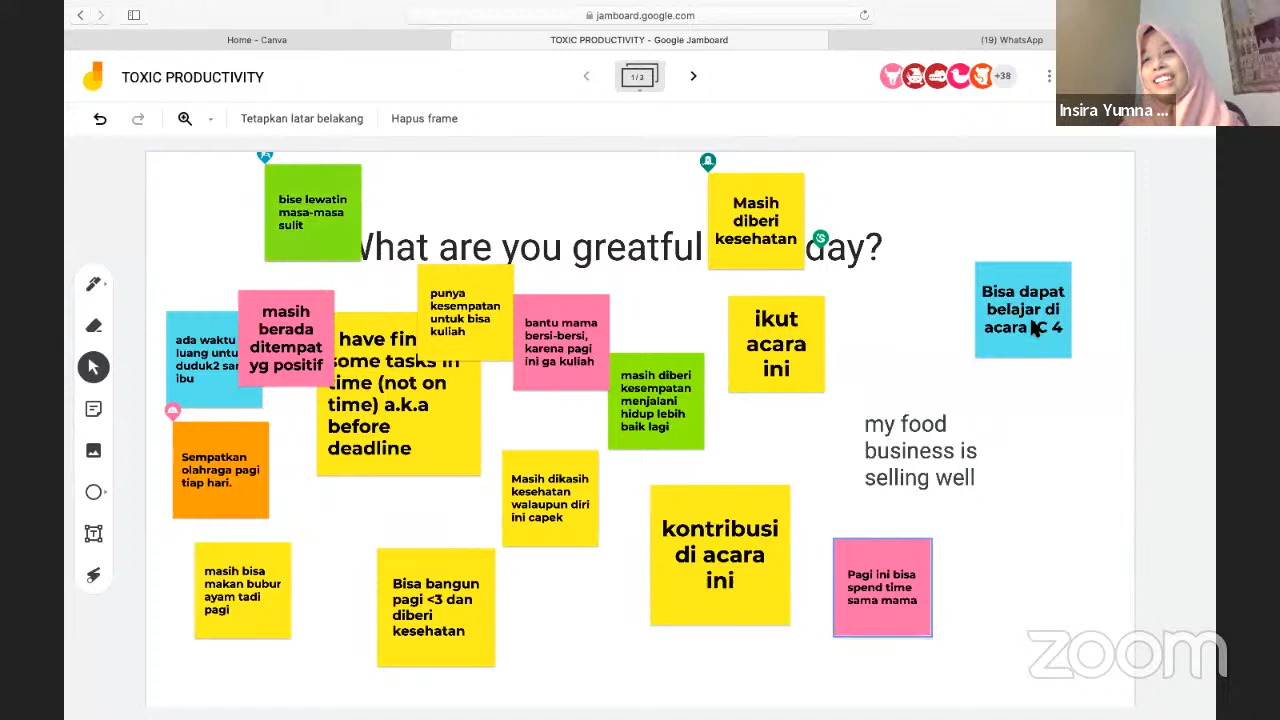 jamboard.google.com
Home - Canva
TOXIC PRODUCTIVITY - Google Jamboard
(19) WhatsApp
TOXIC PRODUCTIVITY
1/3
+38
Insira Yumna ...
Tetapkan latar belakang
Hapus frame
bise lewatin
masa-masa
sulit
Masih
diberi
kesehatan
What are you greatful
day?
Bisa dapat
belajar di
acara
C 4
ada waktu
luang
duduk2
ibu
masih
berada
ditempat
yg positif
have
some tasks in
time (not on
time) a.k.a
before
deadline
punya
kesempatan
untuk bisa
kuliah
bantu mama
bersi-bersi,
karena pagi
ini ga kuliah
ikut
acara
ini
masih diberi
kesempatan
menjalani
hidup lebih
baik lagi
my food
business is
selling well
Sempatkan
olahraga pagi
tiap hari.
Masih dikasih
kesehatan
walaupun diri
ini capek
kontribusi
di acara
ini
masih bisa
makan bubur
ayam tadi
pagi
Bisa bangun
pagi <3 dan
diberi
kesehatan
Pagi ini bisa
spend time
sama mama
zoom